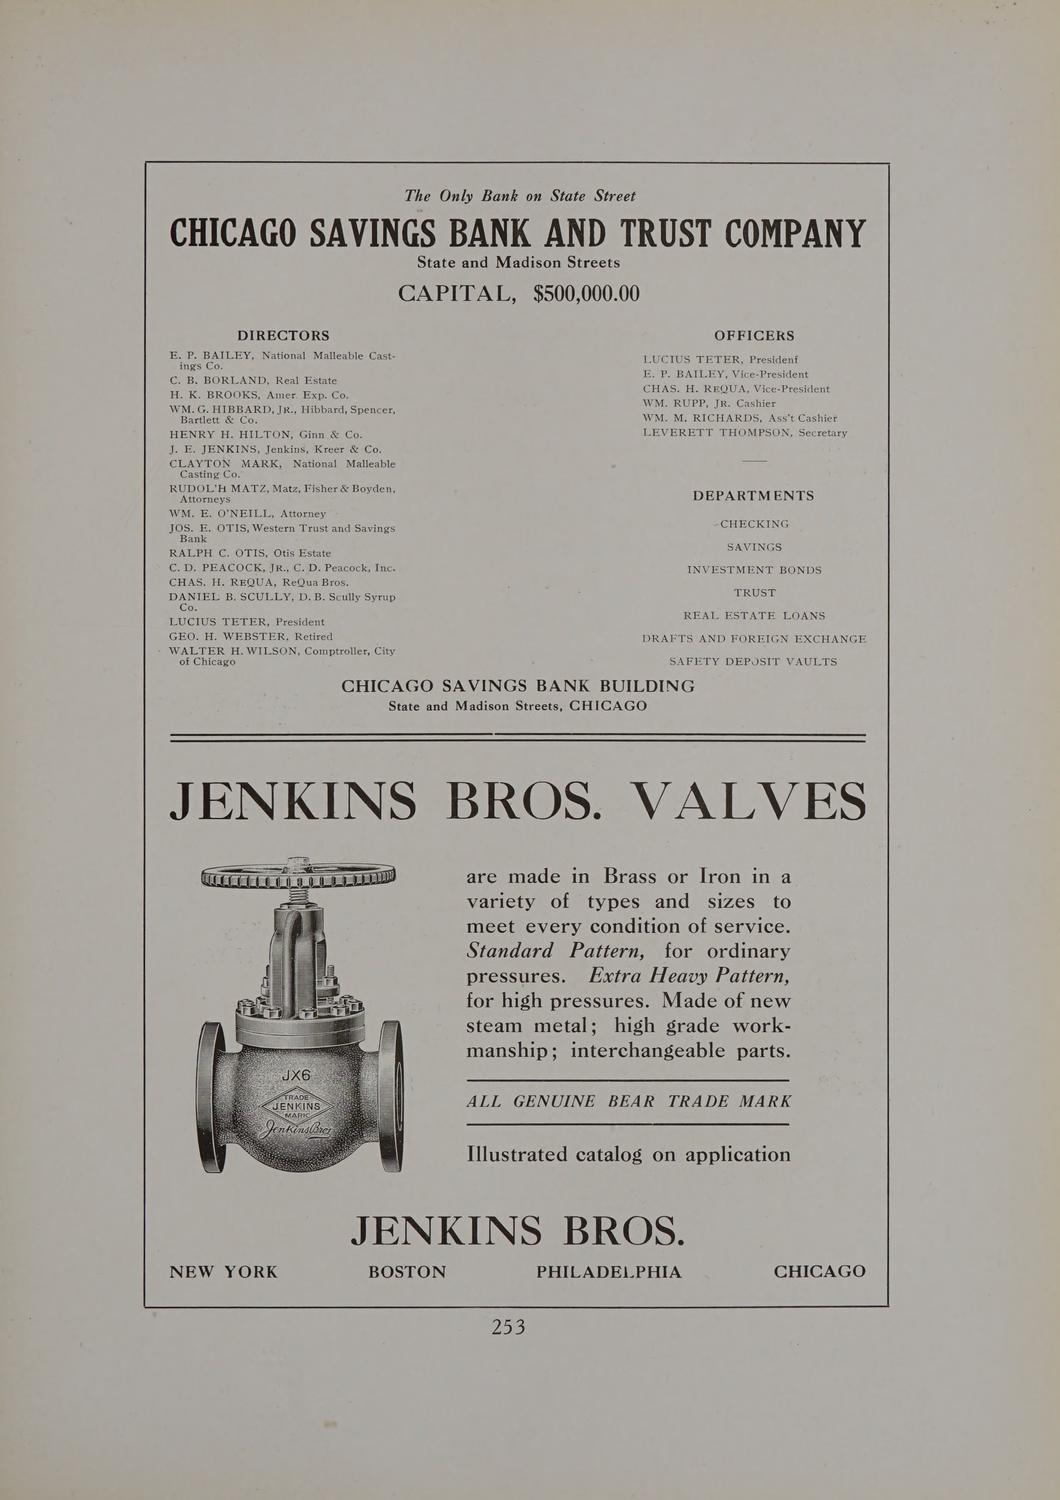 The Only Bank on State Street
CHICAGO SAVINGS BANK AND TRUST COMPANY
State and Madison Streets
CAPITAL, $500,000.00
DIRECTORS
E. P. BAILEY, National Malleable Cast-
ings Co.
C. B. BORLAND, Real Estate
H. K. BROOKS, Amer. Exp. Co.
WM. G. HIBBARD, JR., Hibbard, Spencer,
Bartlett & Co.
HENRY H. HILTON, Ginn & Co.
J. E. JENKINS, Jenkins, Kreer & Co.
CLAYTON MARK, National Malleable
Casting Co.
RUDOL'H MATZ, Matz, Fisher & Boyden,
Attorneys
WM. E. O'NEILL, Attorney
JOS. E. OTIS, Western Trust and Savings
Bank
RALPH C. OTIS, Otis Estate
C. D. PEACOCK, JR., C. D. Peacock, Inc.
CHAS. H. REQUA, ReQua Bros.
DANIEL B. SCULLY, D. B. Scully Syrup
Co.
LUCIUS TETER, President
GEO. H. WEBSTER, Retired
WALTER H. WILSON, Comptroller, City
of Chicago
OFFICERS
LUCIUS TETER, President
E. P. BAILEY, Vice-President
CHAS. H. REQUA, Vice-President
WM. RUPP, JR. Cashier
WM. M. RICHARDS, Ass't Cashier
LEVERETT THOMPSON, Secretary
DEPARTMENTS
CHECKING
SAVINGS
INVESTMENT BONDS
TRUST
REAL ESTATE LOANS
DRAFTS AND FOREIGN EXCHANGE
SAFETY DEPOSIT VAULTS
CHICAGO SAVINGS BANK BUILDING
State and Madison Streets, CHICAGO
JENKINS BROS. VALVES
are made in Brass or Iron in a
variety of types and sizes to
meet every condition of service.
Standard Pattern, for ordinary
pressures. Extra Heavy Pattern,
for high pressures. Made of new
steam metal; high grade work-
manship; interchangeable parts.
ALL GENUINE BEAR TRADE MARK
Illustrated catalog on application
JX6
TRADE
JENKINS
MARK
Jenkins Bros
JENKINS BROS.
NEW YORK BOSTON PHILADELPHIA CHICAGO
253